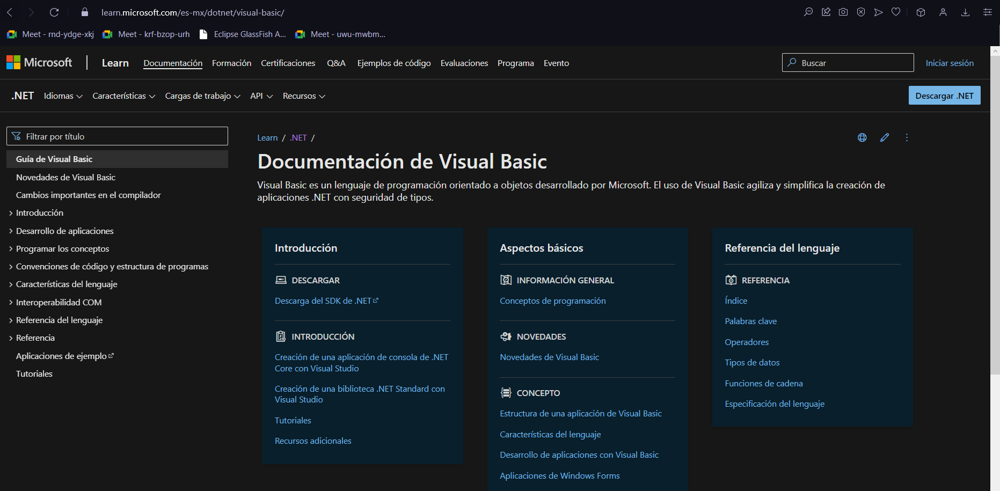 learn.microsoft.com/es-mx/dotnet/visual-basic/
Meet - rnd-ydge-xkj
Meet - krf-bzop-urh
Eclipse GlassFish A...
Meet - uwu-mwbm...
Microsoft
Learn
Documentación
Formación
Certificaciones
Q&A
Ejemplos de código
Evaluaciones
Programa
Evento
Buscar
Iniciar sesión
.NET
Idiomas
Características
Cargas de trabajo
API
Recursos
Descargar .NET
Filtrar por título
Guía de Visual Basic
Novedades de Visual Basic
Cambios importantes en el compilador
Introducción
Desarrollo de aplicaciones
Programar los conceptos
Convenciones de código y estructura de programas
Características del lenguaje
Interoperabilidad COM
Referencia del lenguaje
Referencia
Aplicaciones de ejemplo
Tutoriales
Learn / .NET /
Documentación de Visual Basic
Visual Basic es un lenguaje de programación orientado a objetos desarrollado por Microsoft. El uso de Visual Basic agiliza y simplifica la creación de
aplicaciones .NET con seguridad de tipos.
Introducción
DESCARGAR
Descarga del SDK de .NET
INTRODUCCIÓN
Creación de una aplicación de consola de .NET
Core con Visual Studio
Creación de una biblioteca .NET Standard con
Visual Studio
Tutoriales
Recursos adicionales
Aspectos básicos
INFORMACIÓN GENERAL
Conceptos de programación
NOVEDADES
Novedades de Visual Basic
CONCEPTO
Estructura de una aplicación de Visual Basic
Características del lenguaje
Desarrollo de aplicaciones con Visual Basic
Aplicaciones de Windows Forms
Referencia del lenguaje
REFERENCIA
Índice
Palabras clave
Operadores
Tipos de datos
Funciones de cadena
Especificación del lenguaje